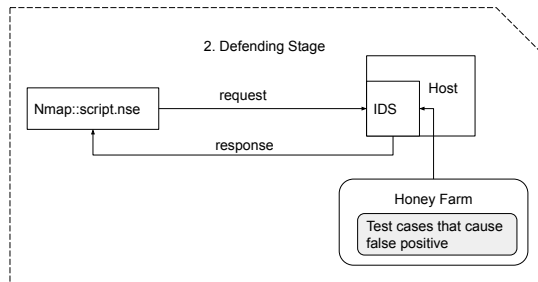 2. Defending Stage
Host
request
Nmap::script.nse
IDS
response
Honey Farm
Test cases that cause
false positive